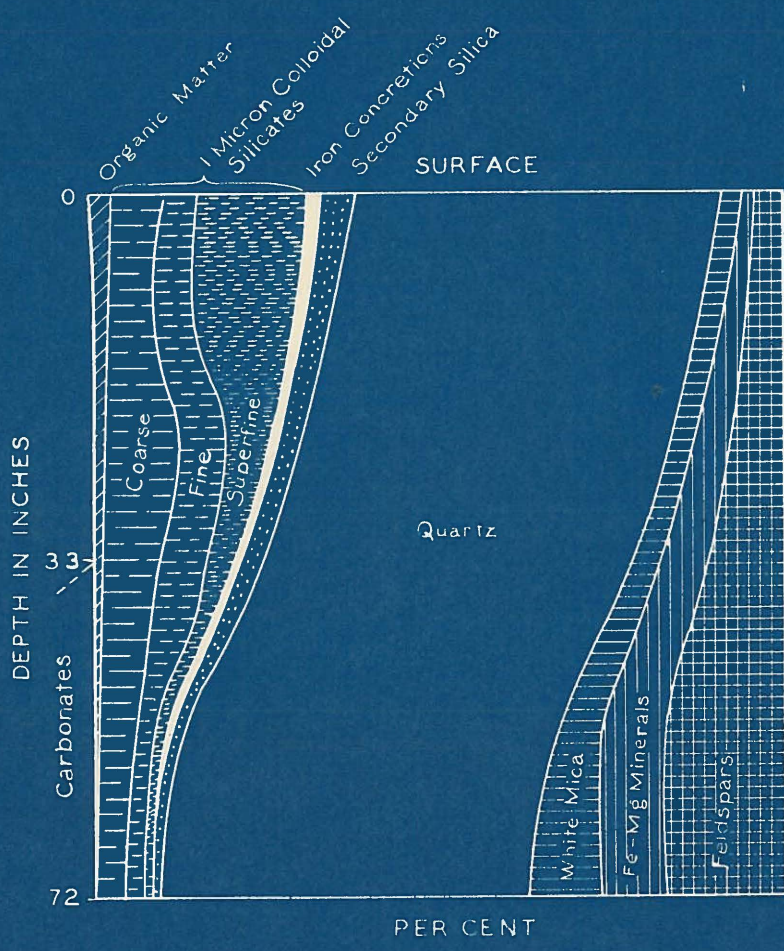 Organic Matter
1 Micron Colloidal
Silicates
Iron Concretions
Secondary Silica
SURFACE
0
Coarse
Fine
Superfine
Quartz
33
DEPTH IN INCHES
Carbonates
White Mica
Fe-Mg Minerals
Feldspars
72
PER CENT